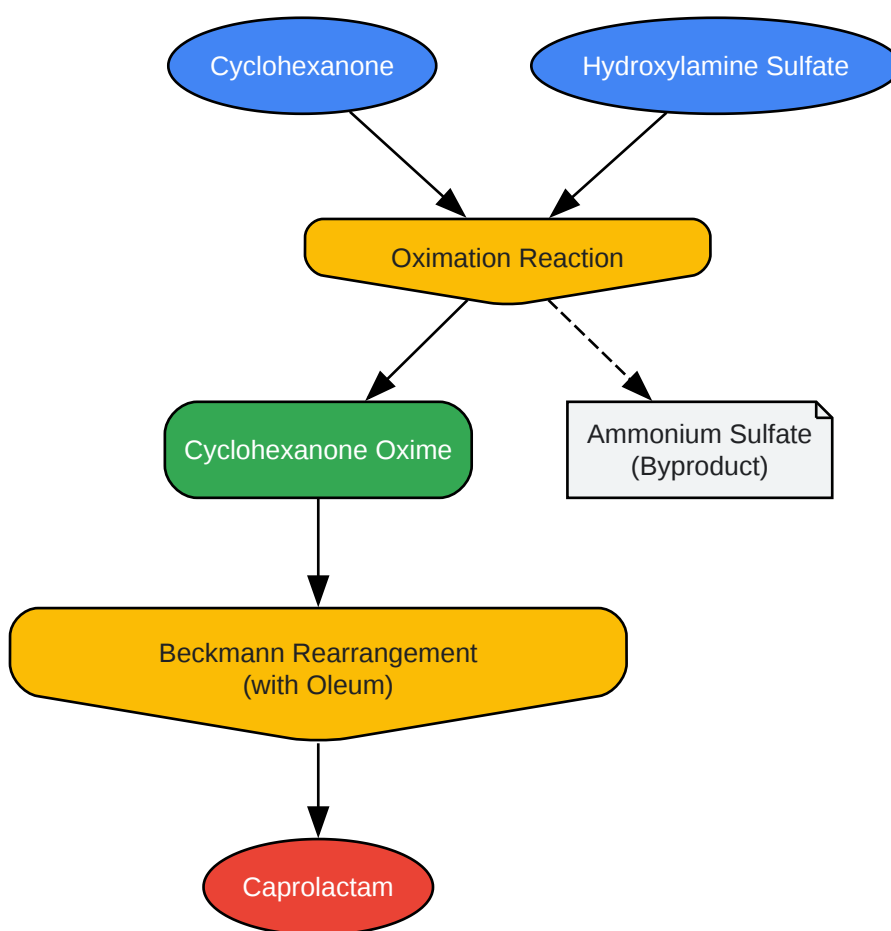 Cyclohexanone
Hydroxylamine Sulfate
Oximation Reaction
Cyclohexanone Oxime
Ammonium Sulfate
(Byproduct)
Beckmann Rearrangement
(with Oleum)
Caprolactam